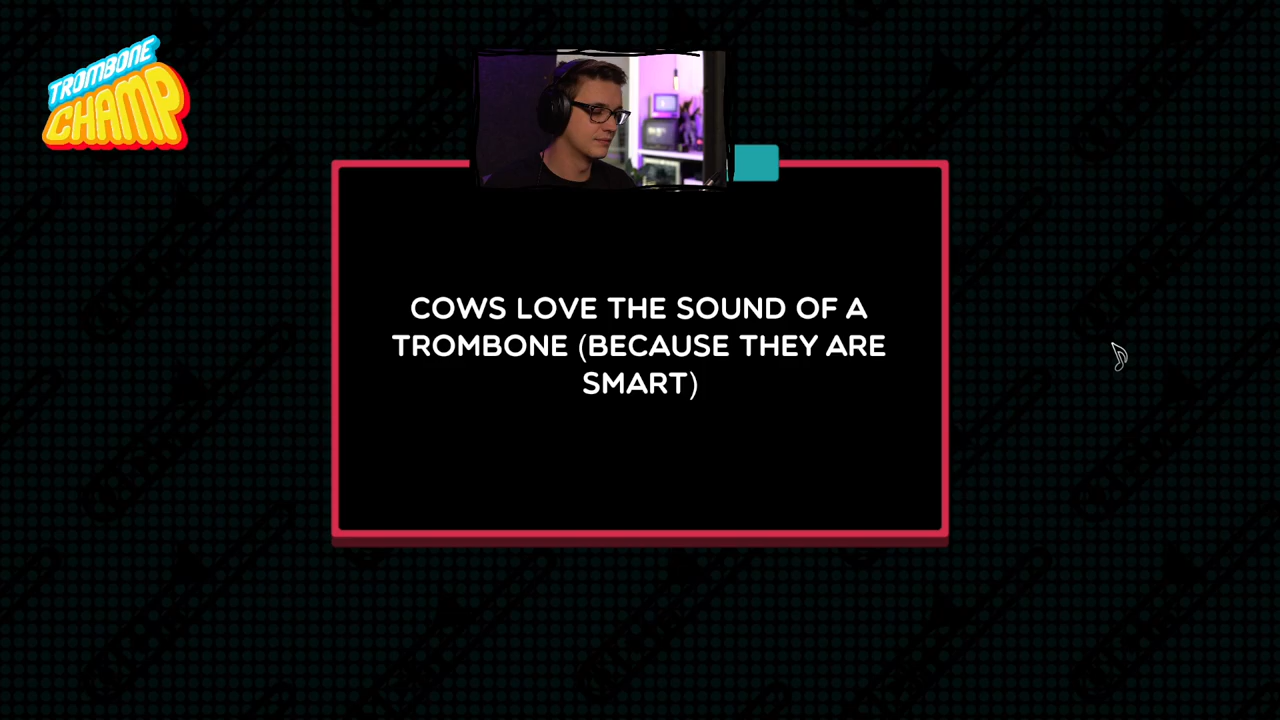 TROMBONE
CHAMP
COWS LOVE THE SOUND OF A
TROMBONE (BECAUSE THEY ARE
SMART)